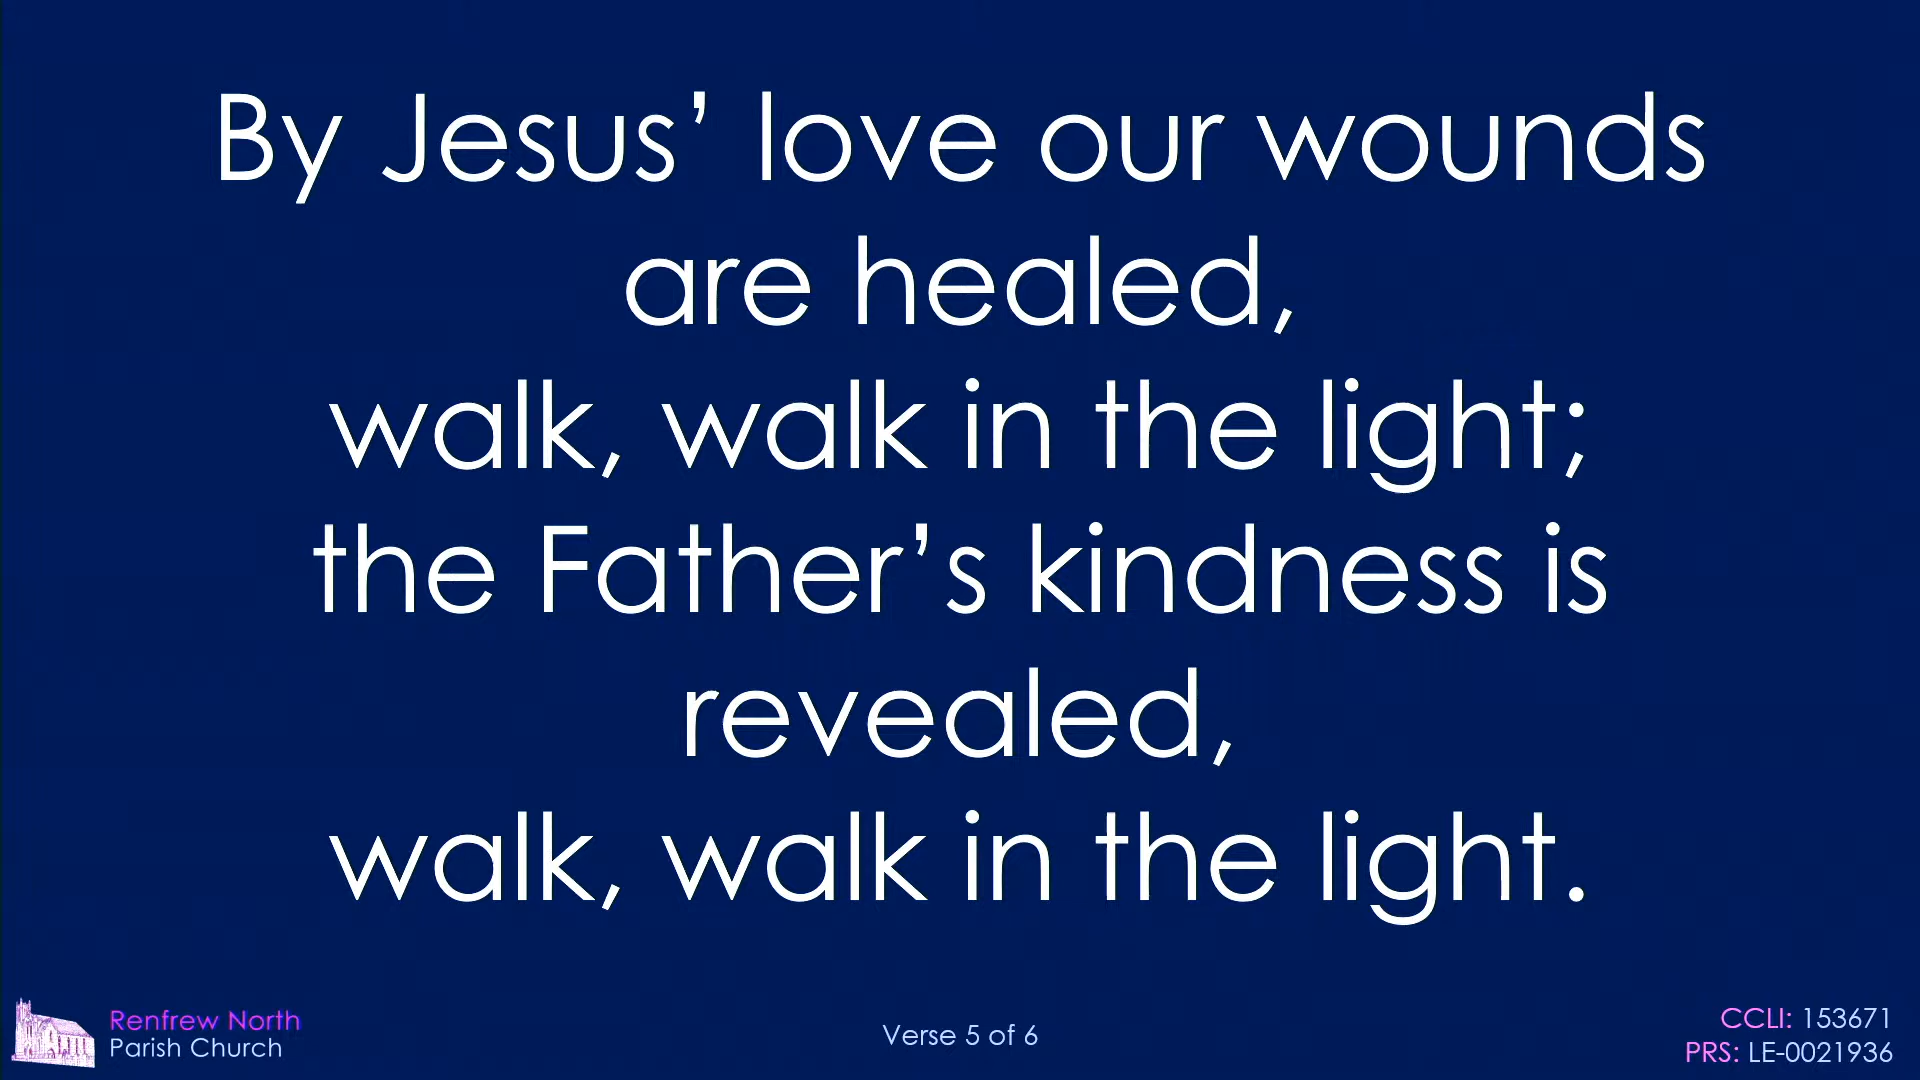 By Jesus’ love our wounds
are healed,
walk, walk in the light;
the Father’s kindness is
revealed,
walk, walk in the light.
Renfrew North
Parish Church
Verse 5 of 6
CCLI: 153671
PRS: LE-0021936